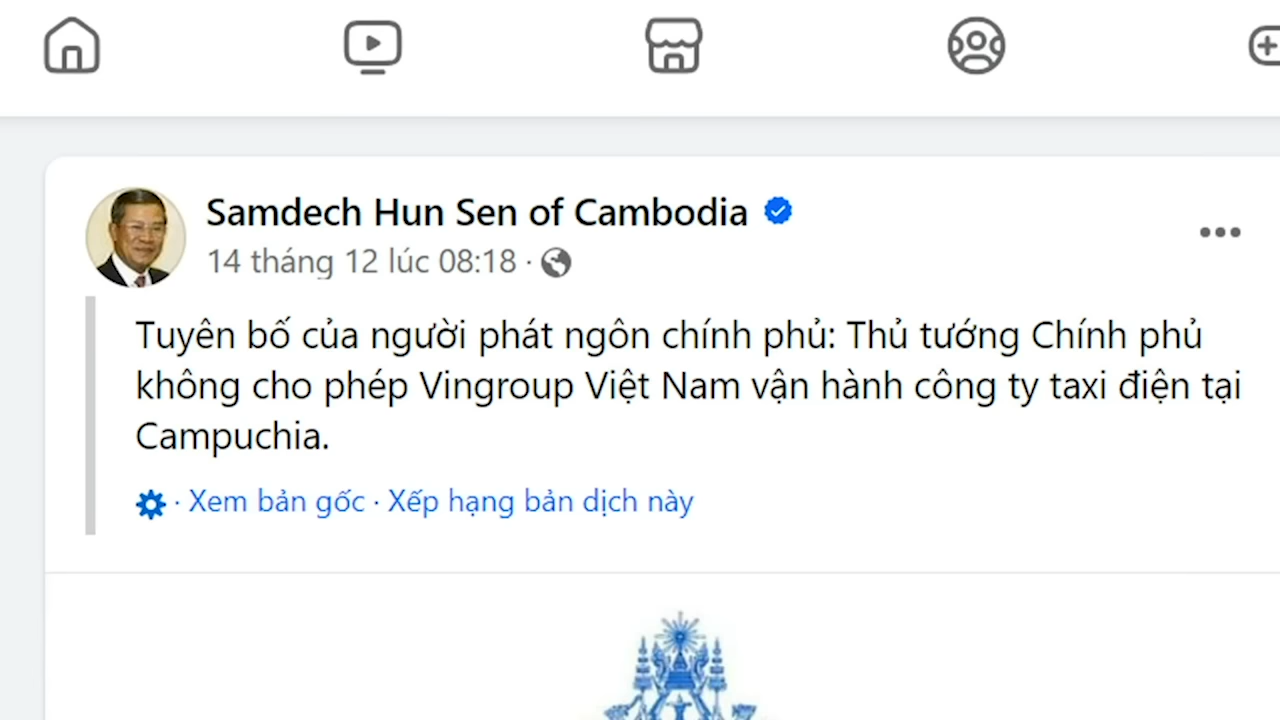 Samdech Hun Sen of Cambodia
14 tháng 12 lúc 08:18 ·
Tuyên bố của người phát ngôn chính phủ: Thủ tướng Chính phủ
không cho phép Vingroup Việt Nam vận hành công ty taxi điện tại
Campuchia.
· Xem bản gốc · Xếp hạng bản dịch này